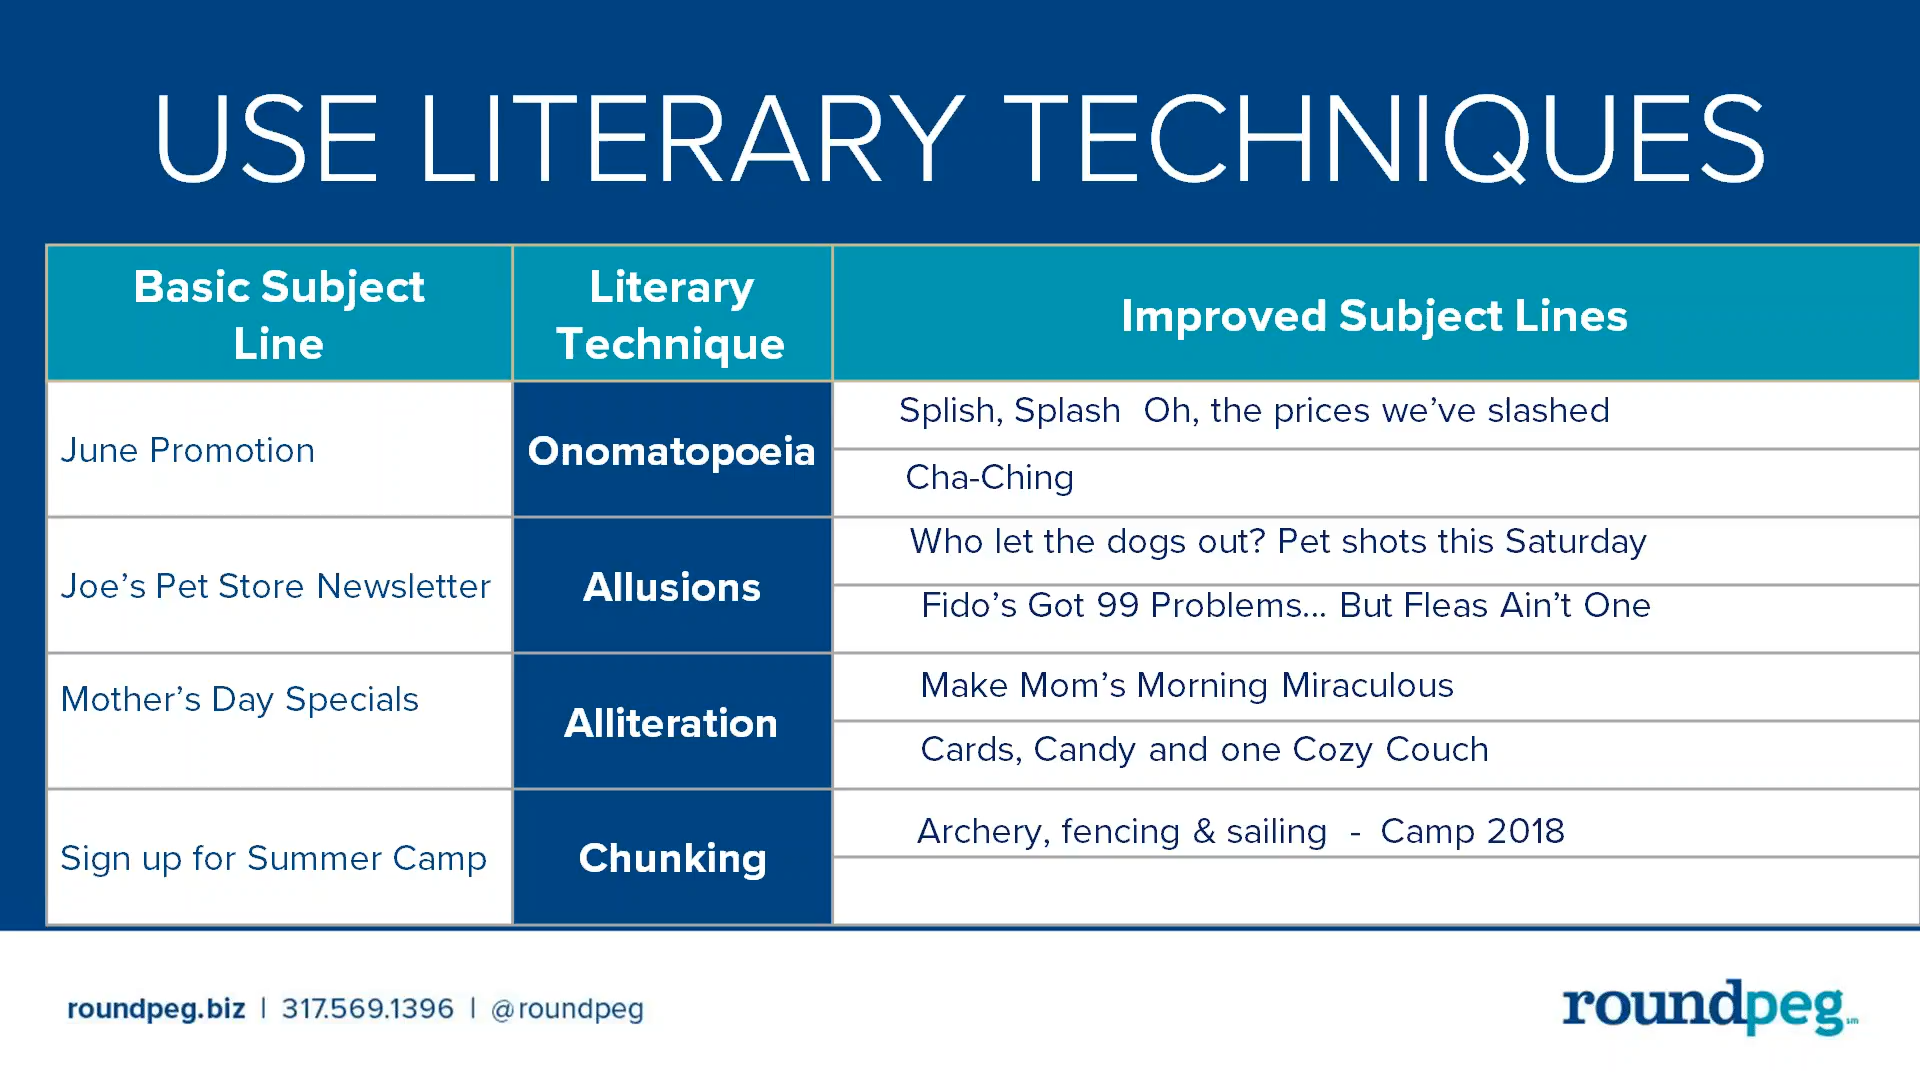 USE LITERARY TECHNIQUES
Basic Subject
Line
Literary
Technique
Improved Subject Lines
June Promotion
Onomatopoeia
Splish, Splash  Oh, the prices we’ve slashed
Cha-Ching
Joe’s Pet Store Newsletter
Allusions
Who let the dogs out? Pet shots this Saturday
Fido’s Got 99 Problems... But Fleas Ain’t One
Mother’s Day Specials
Alliteration
Make Mom’s Morning Miraculous
Cards, Candy and one Cozy Couch
Sign up for Summer Camp
Chunking
Archery, fencing & sailing  -  Camp 2018
roundpeg.biz | 317.569.1396 | @roundpeg
roundpeg℠